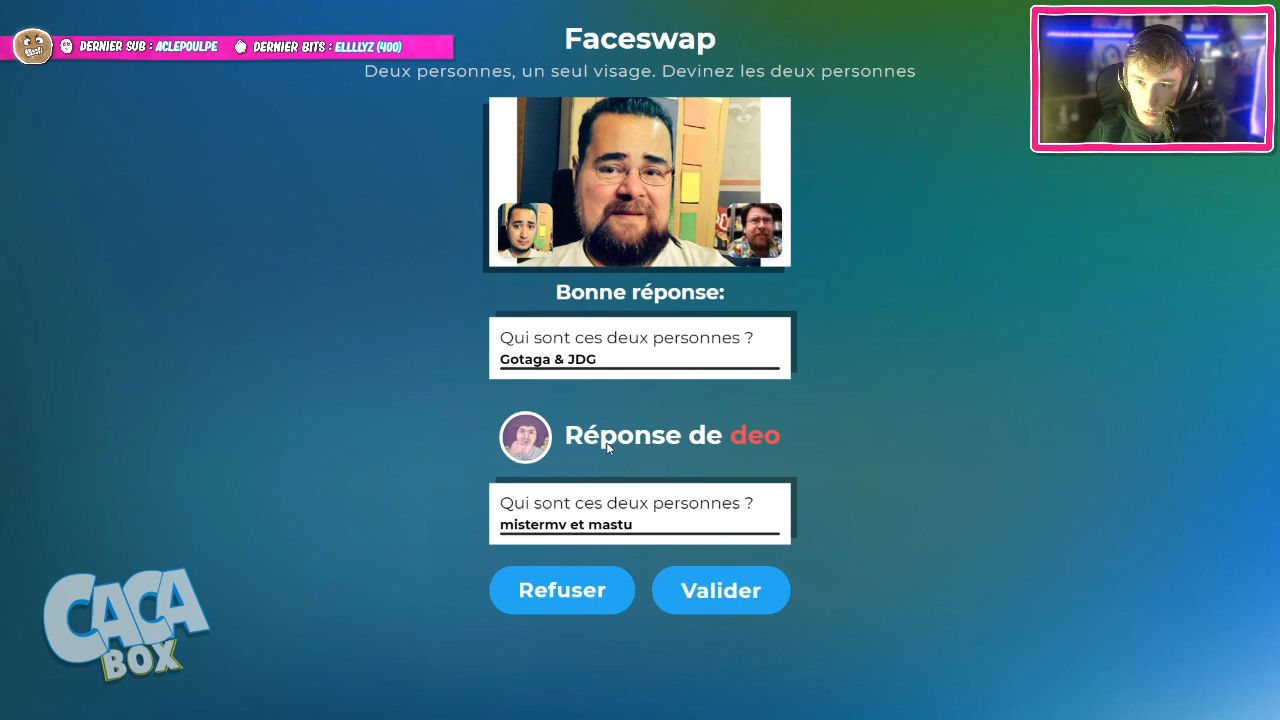 DERNIER SUB : ACLEPOULPE DERNIER BITS : ELLLLYZ (400)
Faceswap
Deux personnes, un seul visage. Devinez les deux personnes
Bonne réponse:
Qui sont ces deux personnes ?
Gotaga & JDG
Réponse de deo
Qui sont ces deux personnes ?
mistermv et mastu
Refuser
Valider
CACA
BOX